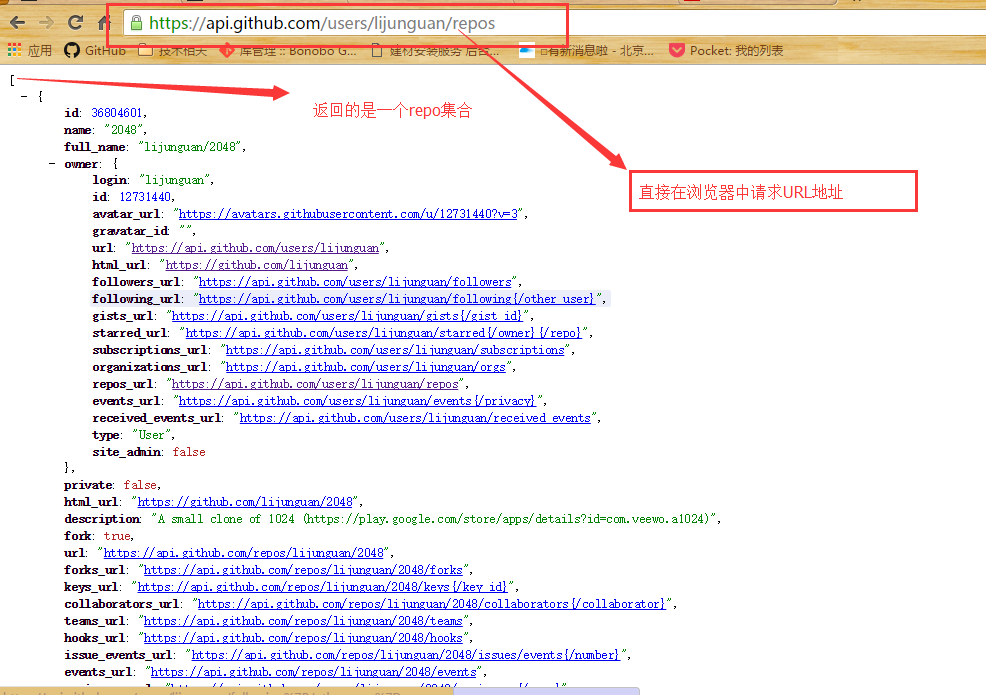 https://api.github.com/users/lijunguan/repos
应用 GitHub 技术相关 库管理 :: Bonobo G... 建材安装服务 后台... 有新消息啦 - 北京... Pocket: 我的列表
[
返回的是一个repo集合
直接在浏览器中请求URL地址
- {
id: 36804601,
name: "2048",
full_name: "lijunguan/2048",
- owner: {
login: "lijunguan",
id: 12731440,
avatar_url: "https://avatars.githubusercontent.com/u/12731440?v=3",
gravatar_id: "",
url: "https://api.github.com/users/lijunguan",
html_url: "https://github.com/lijunguan",
followers_url: "https://api.github.com/users/lijunguan/followers",
following_url: "https://api.github.com/users/lijunguan/following{/other_user}",
gists_url: "https://api.github.com/users/lijunguan/gists{/gist_id}",
starred_url: "https://api.github.com/users/lijunguan/starred{/owner}{/repo}",
subscriptions_url: "https://api.github.com/users/lijunguan/subscriptions",
organizations_url: "https://api.github.com/users/lijunguan/orgs",
repos_url: "https://api.github.com/users/lijunguan/repos",
events_url: "https://api.github.com/users/lijunguan/events{/privacy}",
received_events_url: "https://api.github.com/users/lijunguan/received_events",
type: "User",
site_admin: false
},
private: false,
html_url: "https://github.com/lijunguan/2048",
description: "A small clone of 1024 (https://play.google.com/store/apps/details?id=com.veewo.a1024)",
fork: true,
url: "https://api.github.com/repos/lijunguan/2048",
forks_url: "https://api.github.com/repos/lijunguan/2048/forks",
keys_url: "https://api.github.com/repos/lijunguan/2048/keys{/key_id}",
collaborators_url: "https://api.github.com/repos/lijunguan/2048/collaborators{/collaborator}",
teams_url: "https://api.github.com/repos/lijunguan/2048/teams",
hooks_url: "https://api.github.com/repos/lijunguan/2048/hooks",
issue_events_url: "https://api.github.com/repos/lijunguan/2048/issues/events{/number}",
events_url: "https://api.github.com/repos/lijunguan/2048/events",